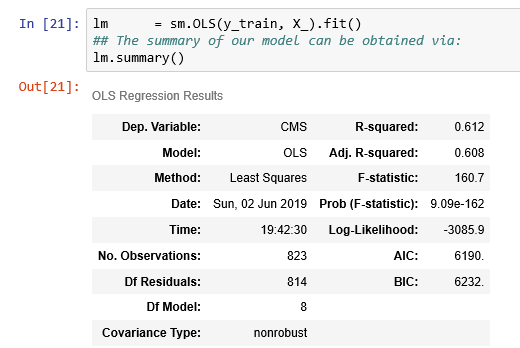 In [21]: lm = sm.OLS(y_train, X_).fit()
## The summary of our model can be obtained via:
lm.summary()
Out[21]: OLS Regression Results
Dep. Variable: CMS R-squared: 0.612
Model: OLS Adj. R-squared: 0.608
Method: Least Squares F-statistic: 160.7
Date: Sun, 02 Jun 2019 Prob (F-statistic): 9.09e-162
Time: 19:42:30 Log-Likelihood: -3085.9
No. Observations: 823 AIC: 6190.
Df Residuals: 814 BIC: 6232.
Df Model: 8
Covariance Type: nonrobust